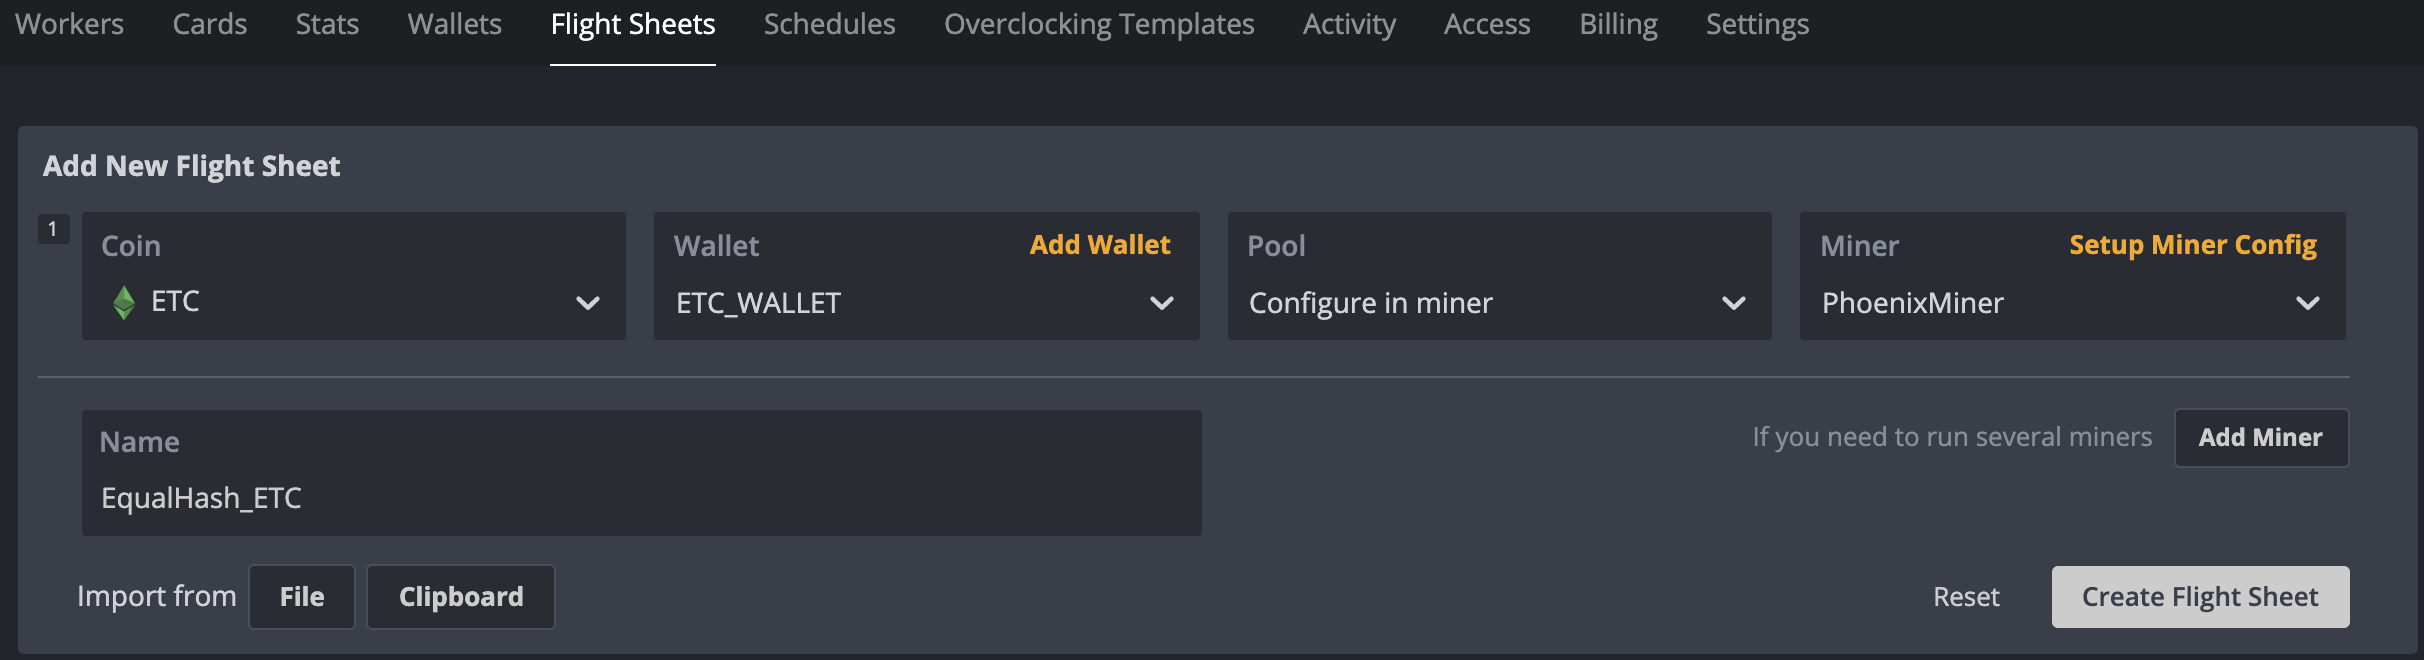 Workers Cards Stats Wallets Flight Sheets Schedules Overclocking Templates Activity Access Billing Settings
Add New Flight Sheet
1
Coin
ETC
Wallet Add Wallet
ETC_WALLET
Pool
Configure in miner
Miner Setup Miner Config
PhoenixMiner
Name
EqualHash_ETC
If you need to run several miners Add Miner
Import from File Clipboard
Reset Create Flight Sheet